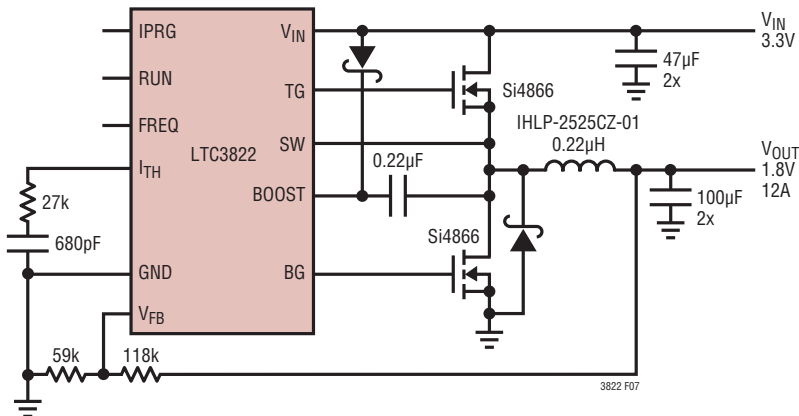 IPRG
RUN
FREQ
ITH
GND
VFB
LTC3822
VIN
TG
SW
BOOST
BG
27k
680pF
59k
118k
0.22µF
Si4866
Si4866
IHLP-2525CZ-01
0.22µH
47µF
2x
VIN
3.3V
VOUT
1.8V
12A
100µF
2x
3822 F07